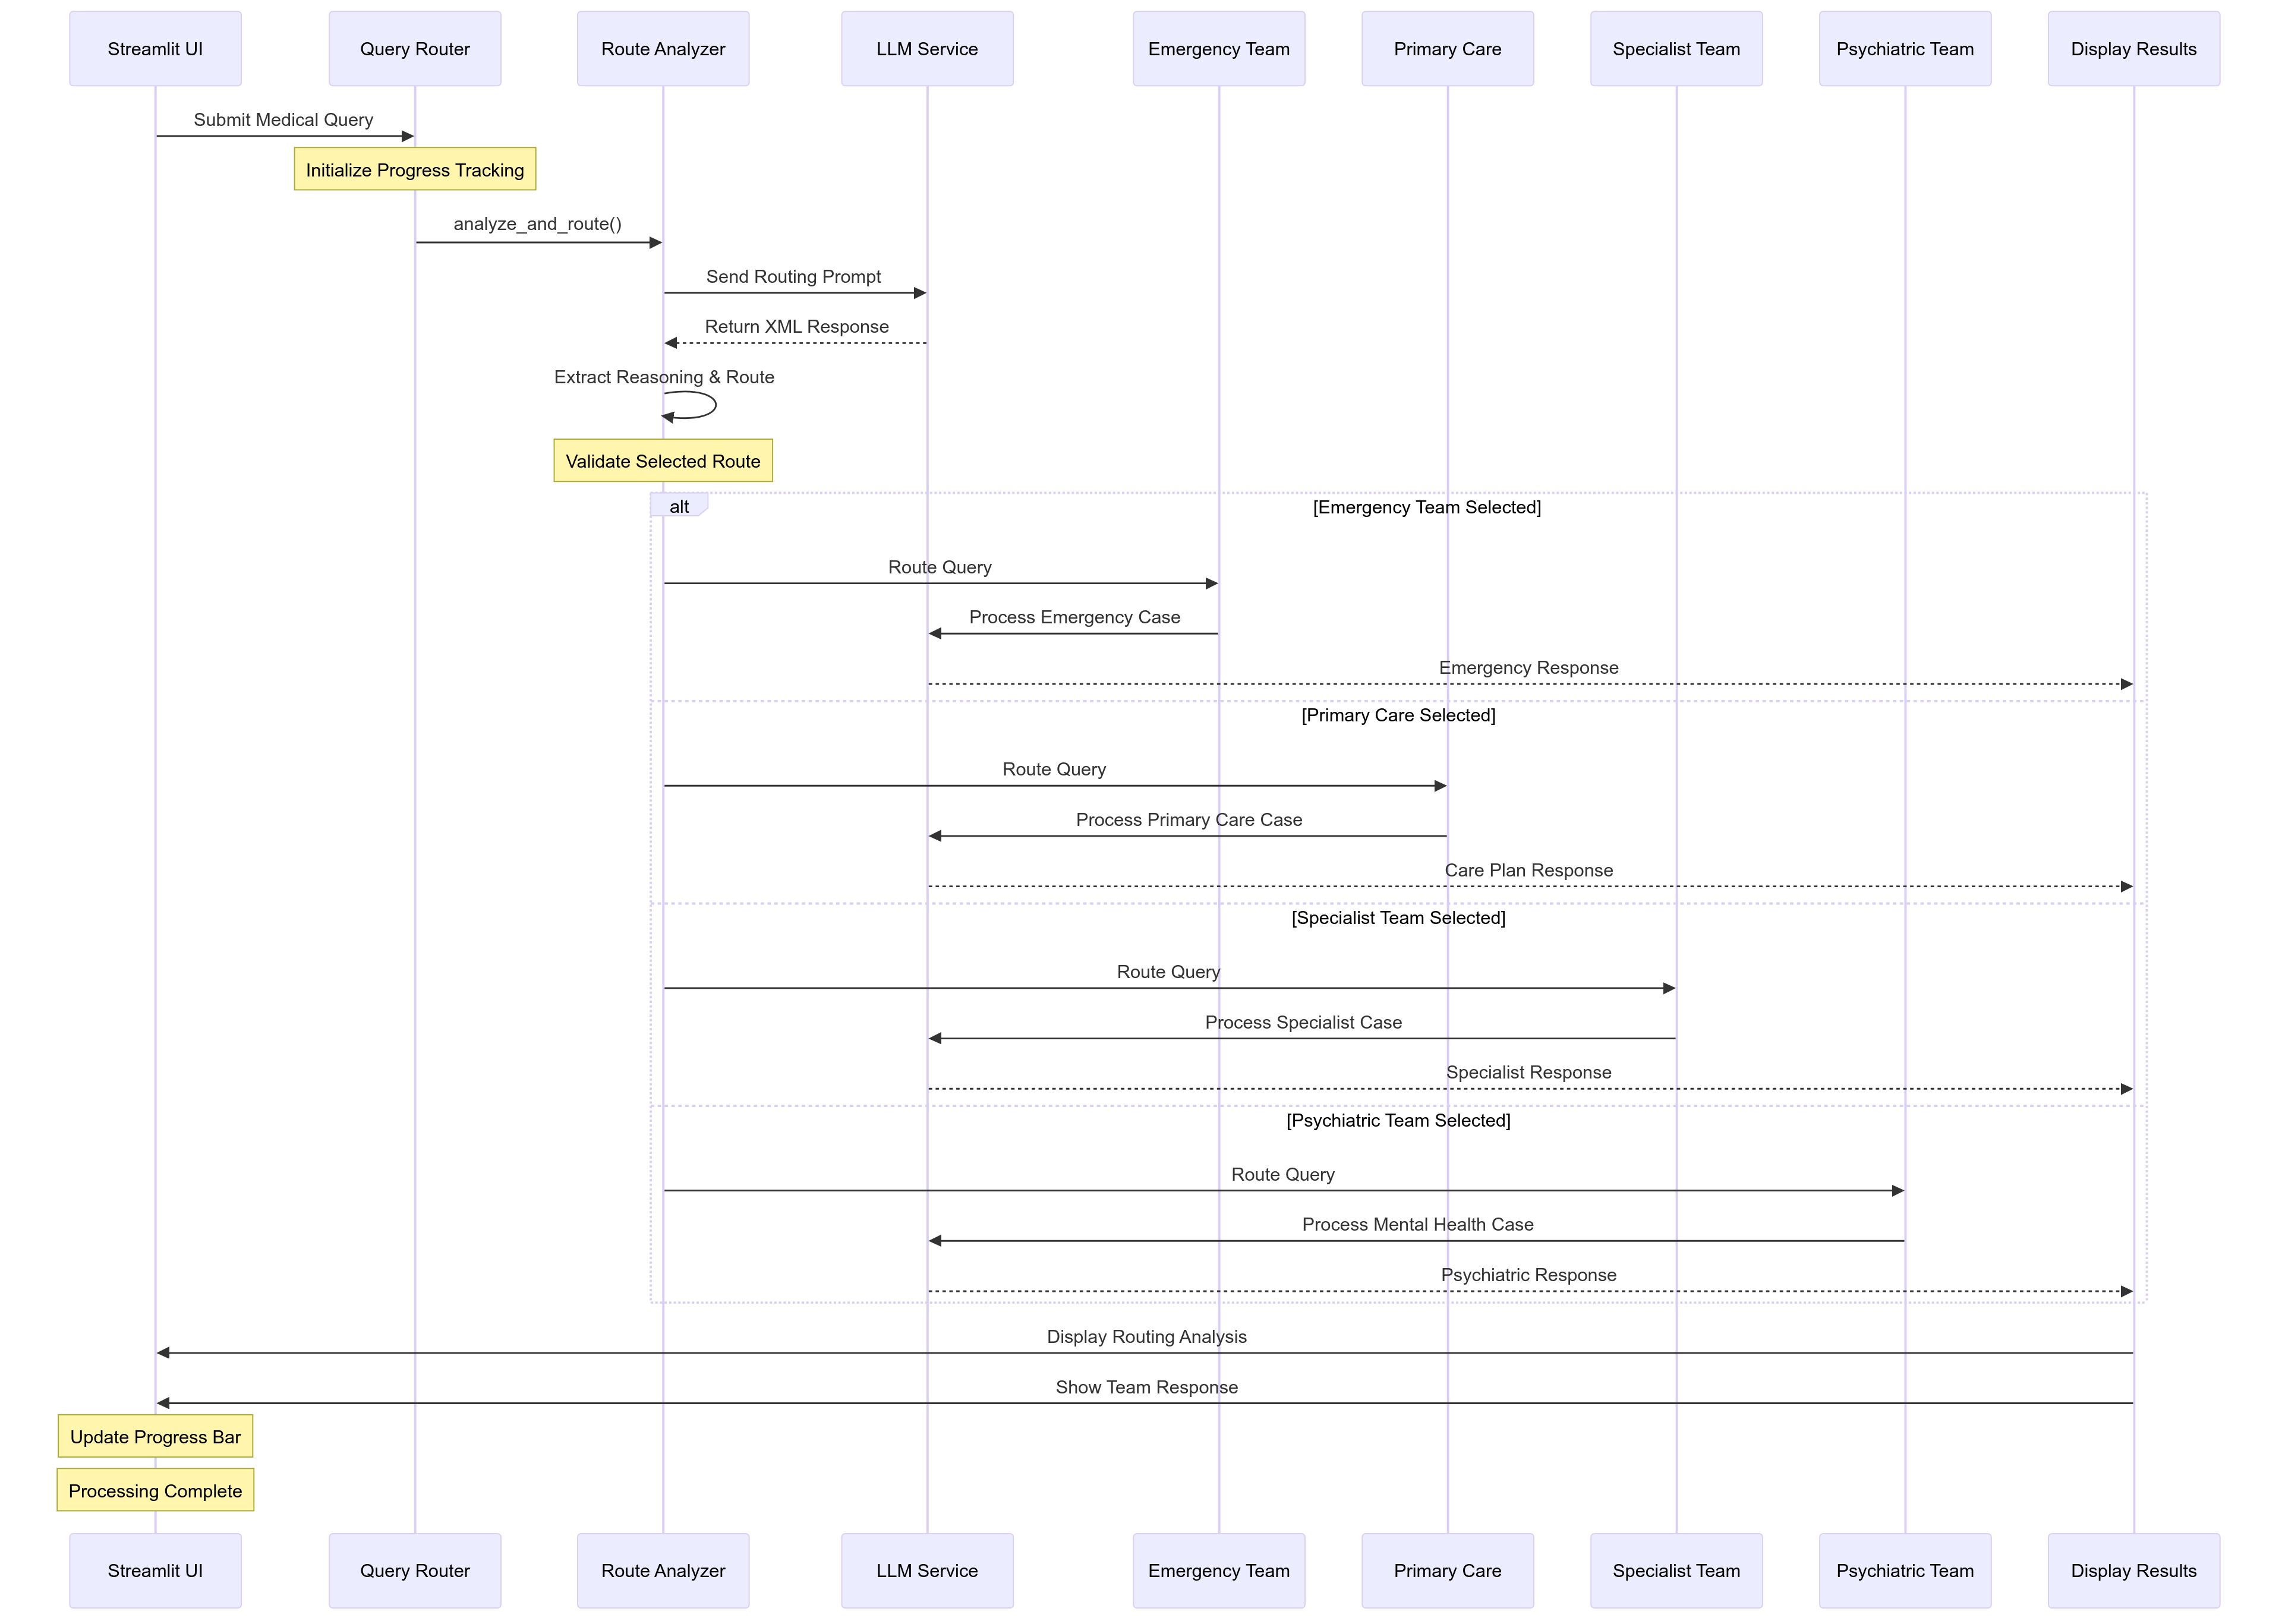 Streamlit UI
Query Router
Route Analyzer
LLM Service
Emergency Team
Primary Care
Specialist Team
Psychiatric Team
Display Results
Submit Medical Query
Initialize Progress Tracking
analyze_and_route()
Send Routing Prompt
Return XML Response
Extract Reasoning & Route
Validate Selected Route
alt
[Emergency Team Selected]
Route Query
Process Emergency Case
Emergency Response
[Primary Care Selected]
Route Query
Process Primary Care Case
Care Plan Response
[Specialist Team Selected]
Route Query
Process Specialist Case
Specialist Response
[Psychiatric Team Selected]
Route Query
Process Mental Health Case
Psychiatric Response
Display Routing Analysis
Show Team Response
Update Progress Bar
Processing Complete
Streamlit UI
Query Router
Route Analyzer
LLM Service
Emergency Team
Primary Care
Specialist Team
Psychiatric Team
Display Results